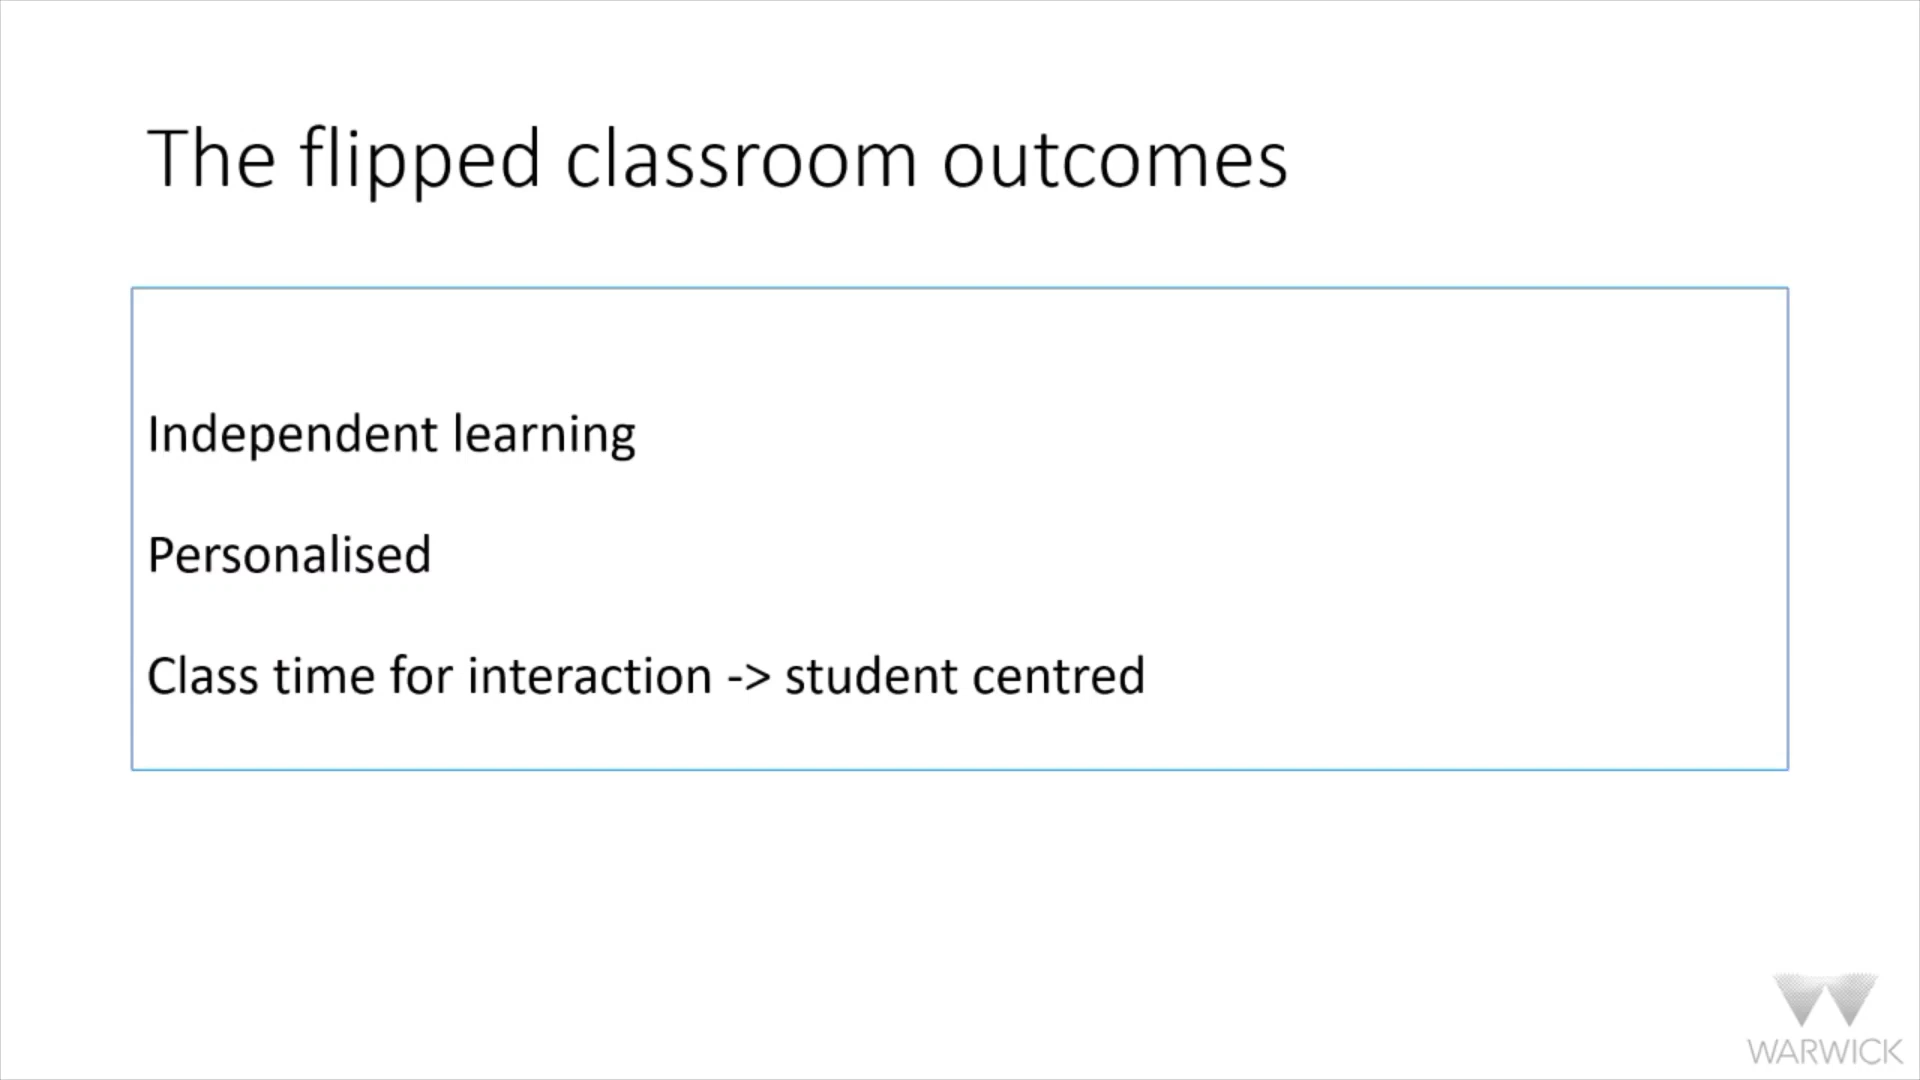 The flipped classroom outcomes
Independent learning
Personalised
Class time for interaction -> student centred
WARWICK